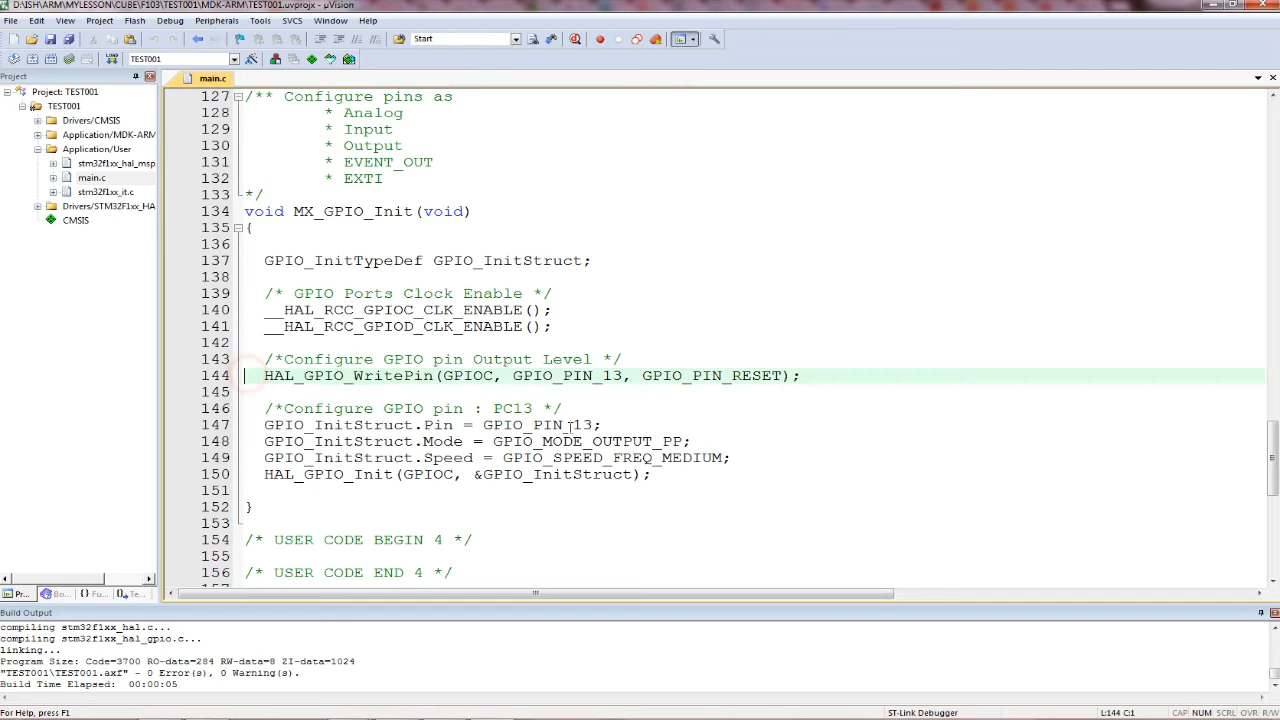 D:\ISH\ARM\MYLESSON\CUBE\F103\TEST001\MDK-ARM\TEST001.uvprojx - µVision
File Edit View Project Flash Debug Peripherals Tools SVCS Window Help
Start
TEST001
Project
Project: TEST001
TEST001
Drivers/CMSIS
Application/MDK-ARM
Application/User
stm32f1xx_hal_msp
main.c
stm32f1xx_it.c
Drivers/STM32F1xx_HA
CMSIS
Pr...
Bo...
{} Fu...
Te...
main.c
127 /** Configure pins as
128 * Analog
129 * Input
130 * Output
131 * EVENT_OUT
132 * EXTI
133 */
134 void MX_GPIO_Init(void)
135 {
136
137 GPIO_InitTypeDef GPIO_InitStruct;
138
139 /* GPIO Ports Clock Enable */
140 __HAL_RCC_GPIOC_CLK_ENABLE();
141 __HAL_RCC_GPIOD_CLK_ENABLE();
142
143 /*Configure GPIO pin Output Level */
144 HAL_GPIO_WritePin(GPIOC, GPIO_PIN_13, GPIO_PIN_RESET);
145
146 /*Configure GPIO pin : PC13 */
147 GPIO_InitStruct.Pin = GPIO_PIN_13;
148 GPIO_InitStruct.Mode = GPIO_MODE_OUTPUT_PP;
149 GPIO_InitStruct.Speed = GPIO_SPEED_FREQ_MEDIUM;
150 HAL_GPIO_Init(GPIOC, &GPIO_InitStruct);
151
152 }
153
154 /* USER CODE BEGIN 4 */
155
156 /* USER CODE END 4 */
Build Output
compiling stm32f1xx_hal.c...
compiling stm32f1xx_hal_gpio.c...
linking...
Program Size: Code=3700 RO-data=284 RW-data=8 ZI-data=1024
"TEST001\TEST001.axf" - 0 Error(s), 0 Warning(s).
Build Time Elapsed: 00:00:05
For Help, press F1
ST-Link Debugger
L:144 C:1
CAP NUM SCRL OVR R/W